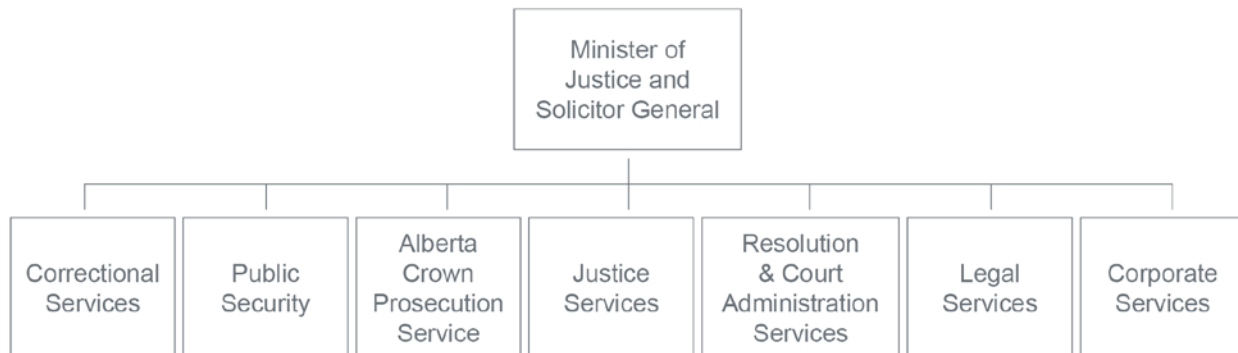 Minister of
Justice and
Solicitor General
Correctional
Services
Public
Security
Alberta
Crown
Prosecution
Service
Justice
Services
Resolution
& Court
Administration
Services
Legal
Services
Corporate
Services